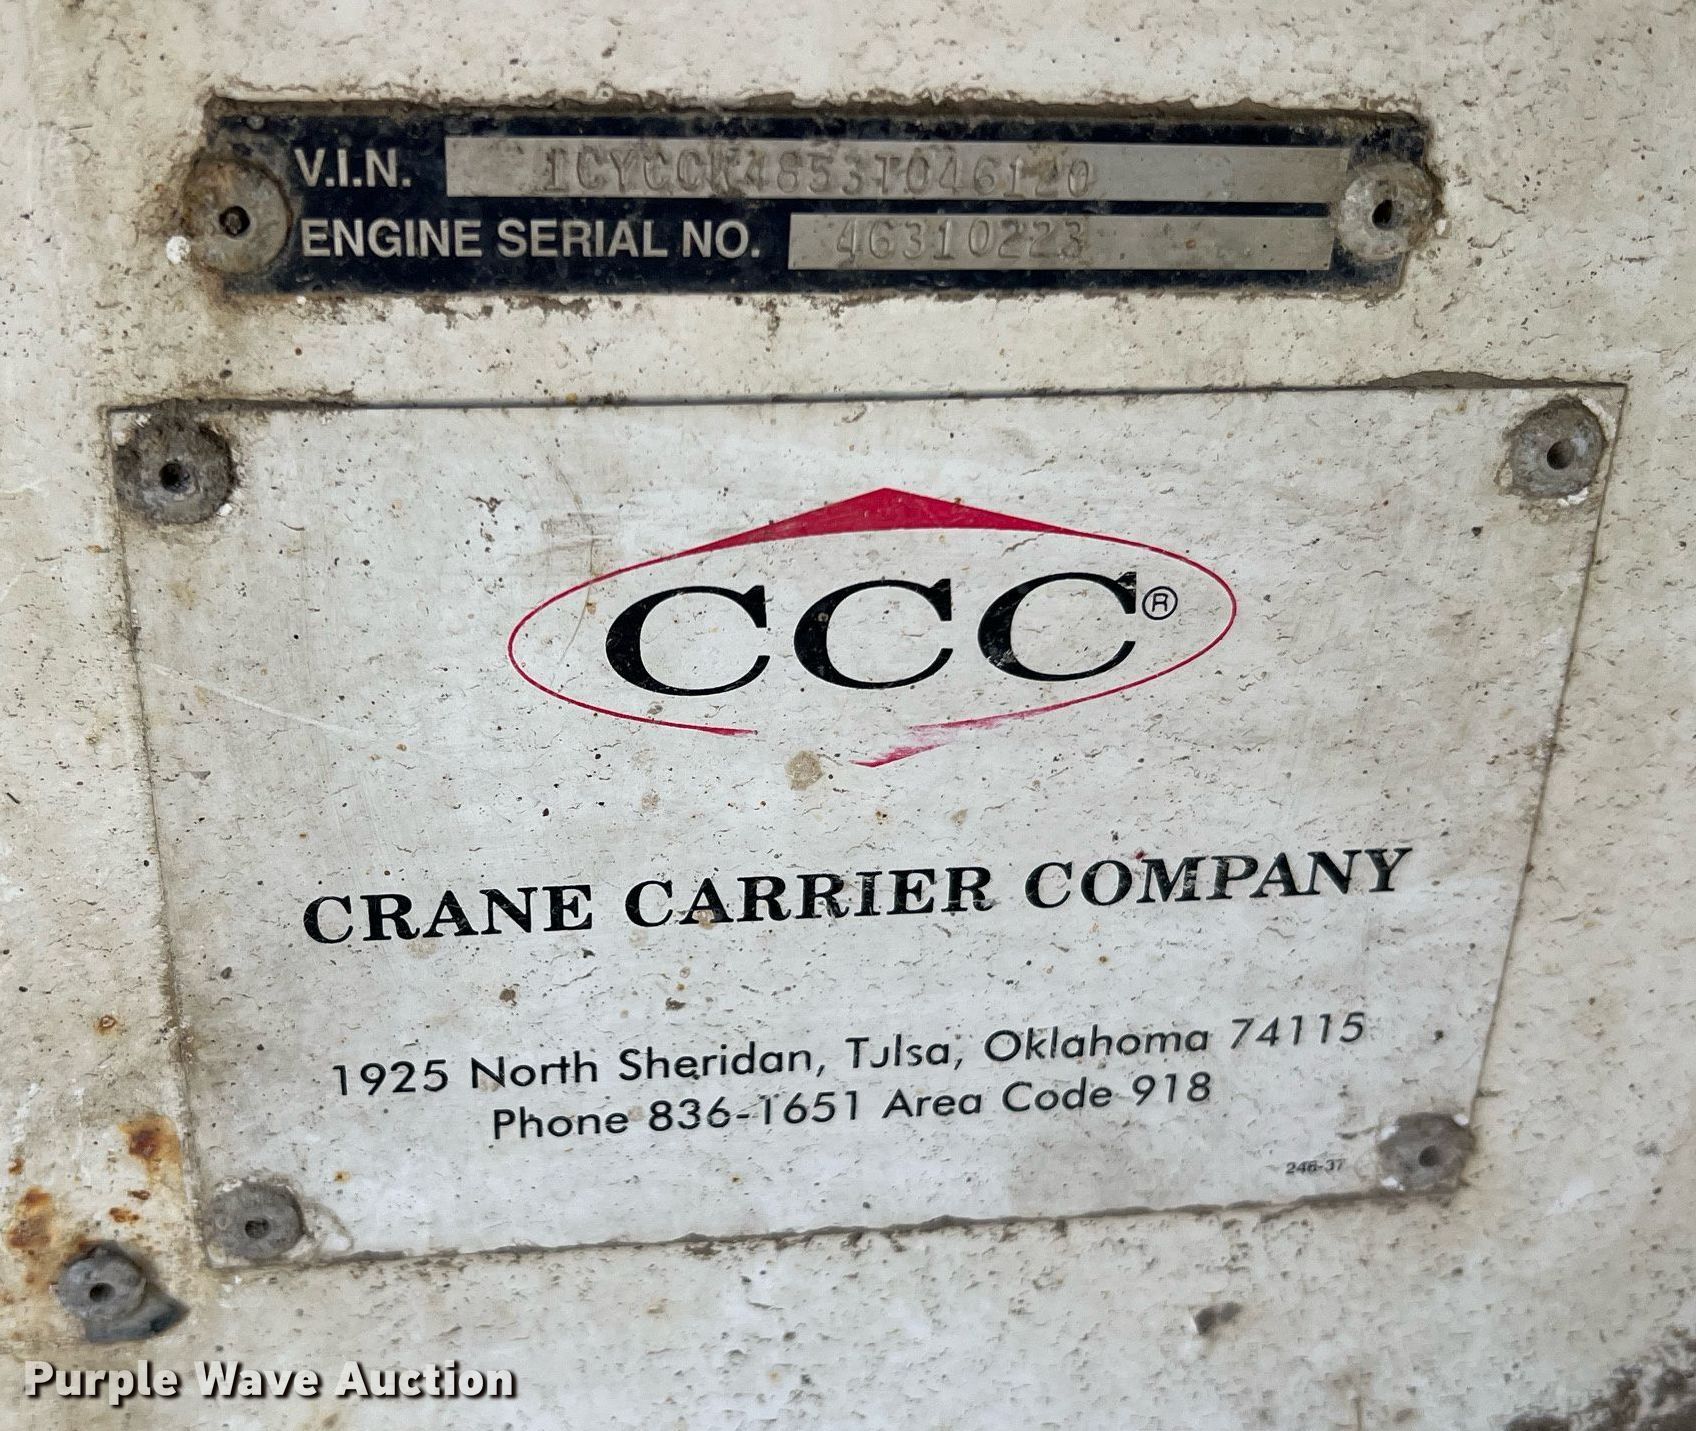 V.I.N. 1CYCCK4853T046120
ENGINE SERIAL NO. 46310223
CCC®
CRANE CARRIER COMPANY
1925 North Sheridan, Tulsa, Oklahoma 74115
Phone 836-1651 Area Code 918
248-37
Purple Wave Auction